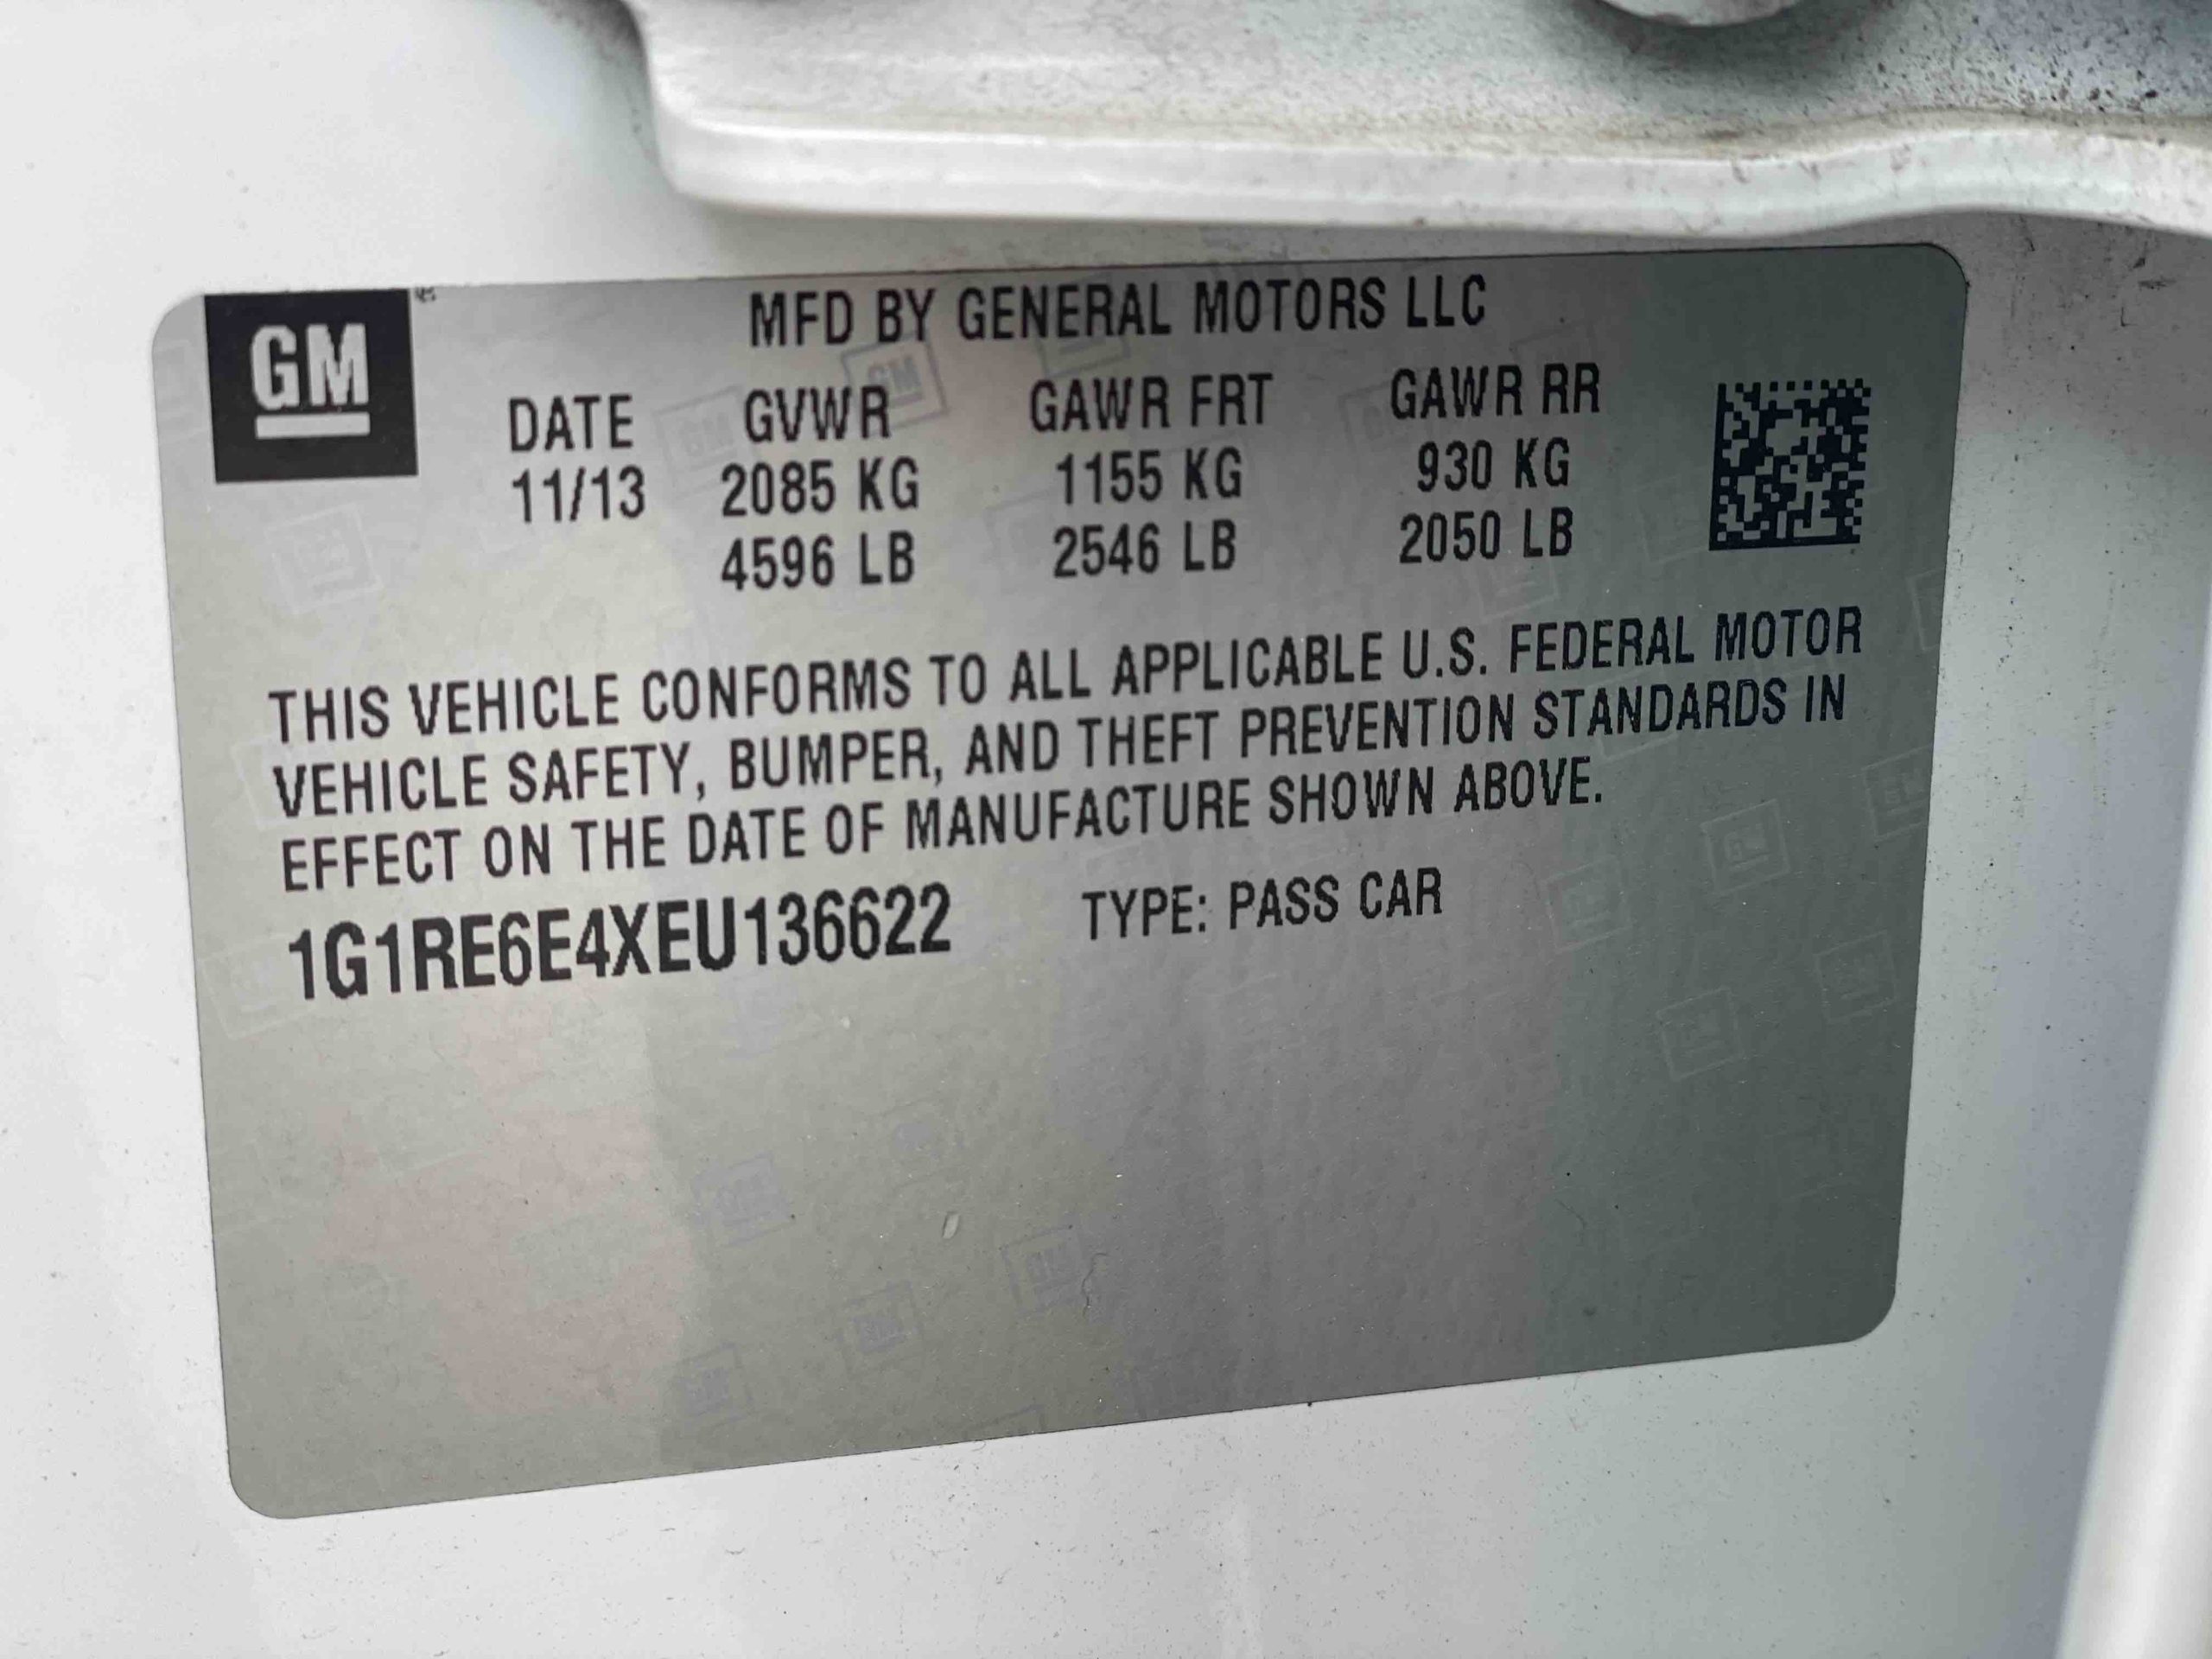 GM
MFD BY GENERAL MOTORS LLC
DATE GVWR GAWR FRT GAWR RR
11/13 2085 KG 1155 KG 930 KG
4596 LB 2546 LB 2050 LB
THIS VEHICLE CONFORMS TO ALL APPLICABLE U.S. FEDERAL MOTOR
VEHICLE SAFETY, BUMPER, AND THEFT PREVENTION STANDARDS IN
EFFECT ON THE DATE OF MANUFACTURE SHOWN ABOVE.
1G1RE6E4XEU136622 TYPE: PASS CAR